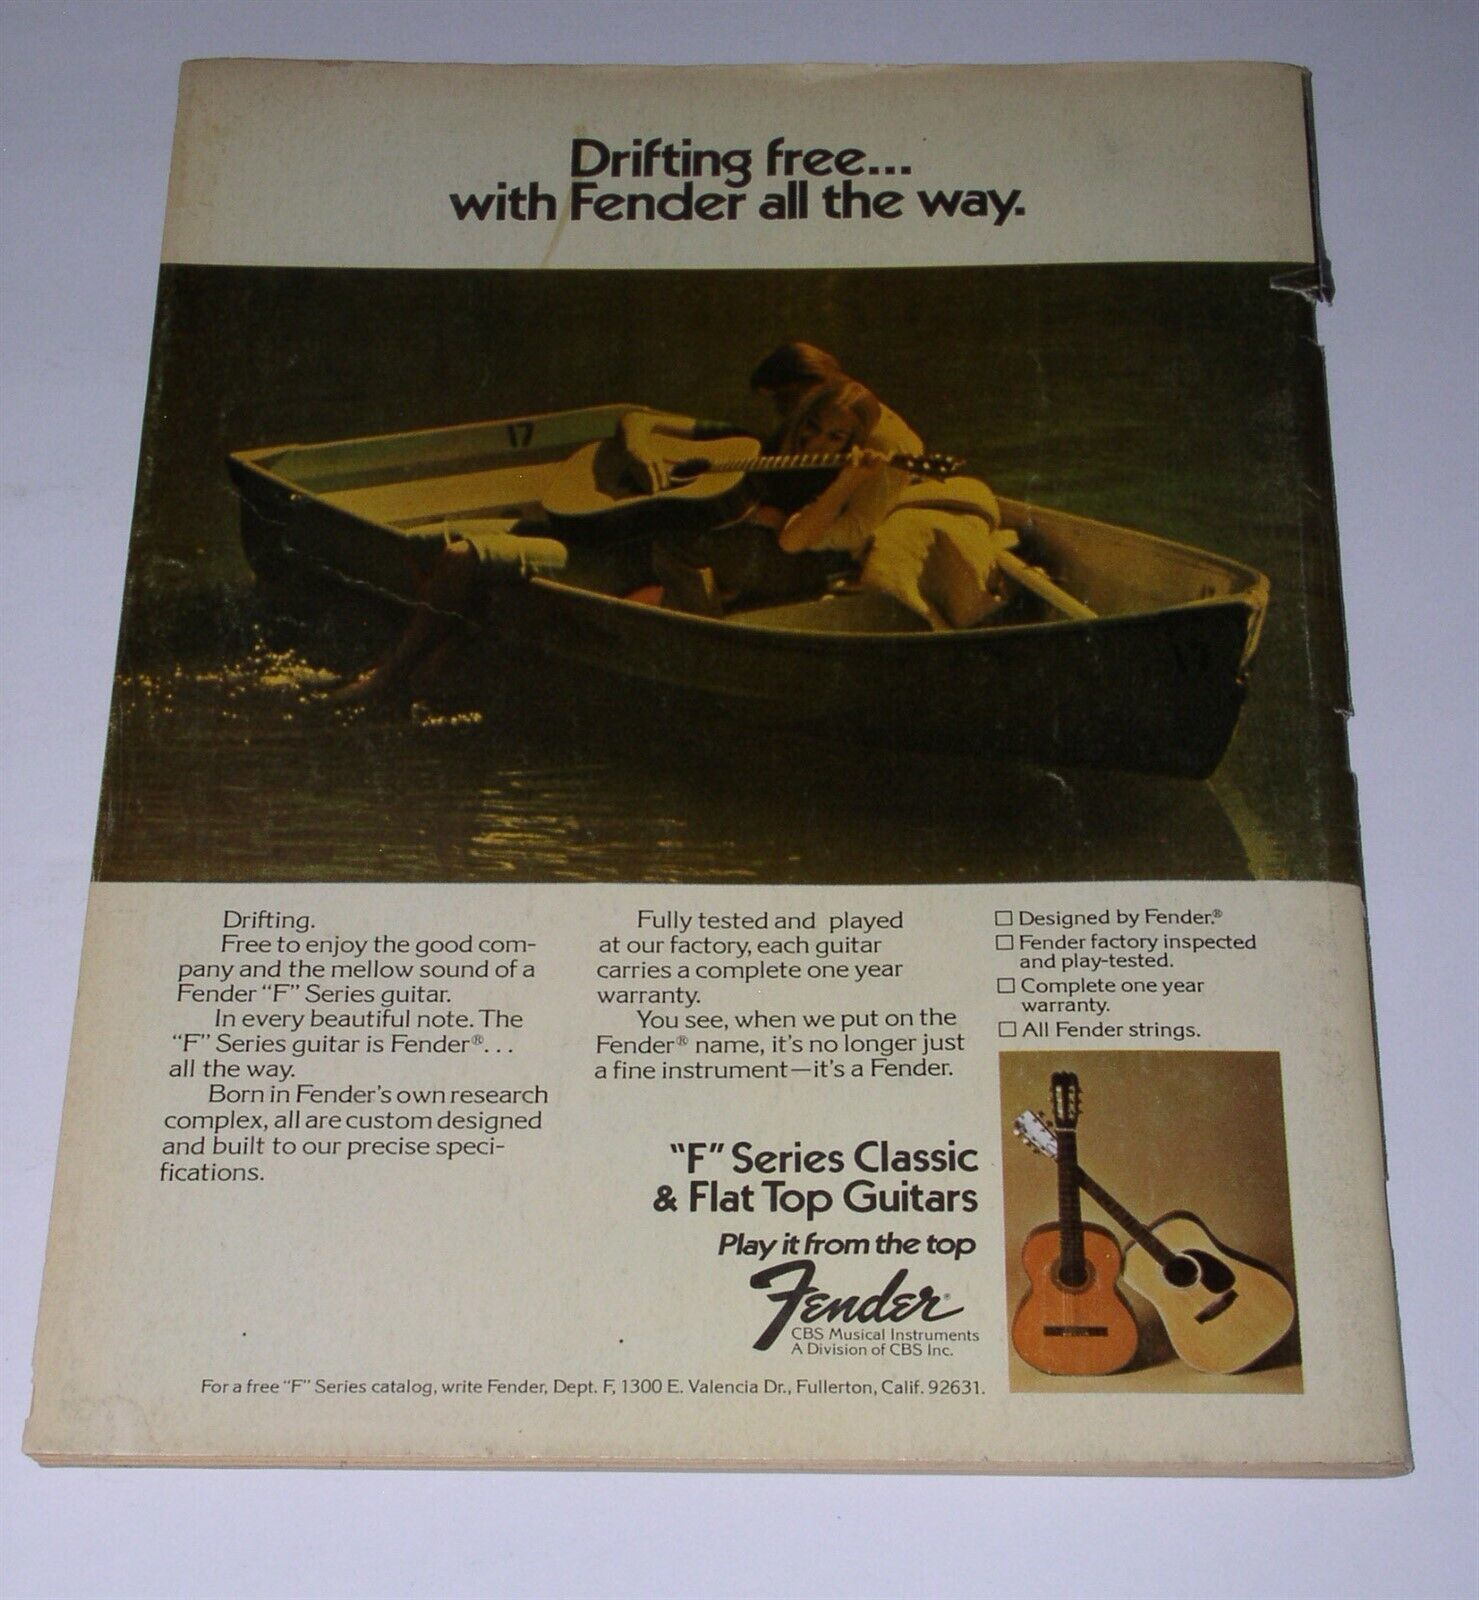 Drifting free...
with Fender all the way.
17
17
Drifting.
Free to enjoy the good com-
pany and the mellow sound of a
Fender "F" Series guitar.
In every beautiful note. The
"F" Series guitar is Fender®...
all the way.
Born in Fender's own research
complex, all are custom designed
and built to our precise speci-
fications.
Fully tested and played
at our factory, each guitar
carries a complete one year
warranty.
You see, when we put on the
Fender® name, it's no longer just
a fine instrument—it's a Fender.
"F" Series Classic
& Flat Top Guitars
Play it from the top
Fender®
CBS Musical Instruments
A Division of CBS Inc.
☐ Designed by Fender.®
☐ Fender factory inspected
and play-tested.
☐ Complete one year
warranty.
☐ All Fender strings.
For a free "F" Series catalog, write Fender, Dept. F, 1300 E. Valencia Dr., Fullerton, Calif. 92631.